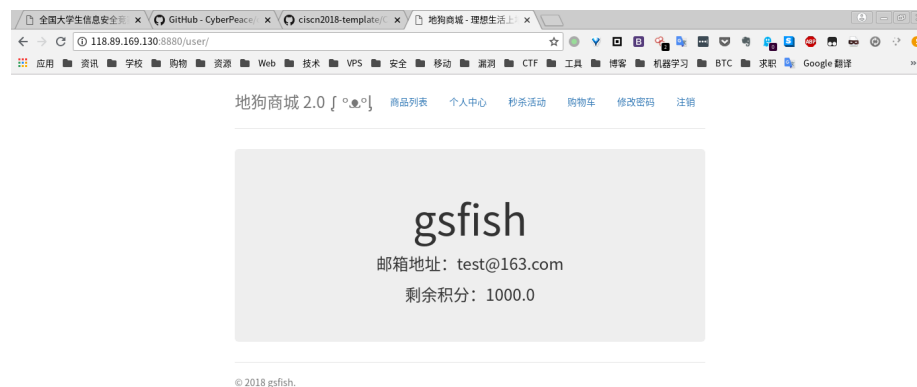 全国大学生信息安全竞
GitHub - CyberPeace/
ciscn2018-template/
地狗商城 - 理想生活上
118.89.169.130:8880/user/
应用 资讯 学校 购物 资源 Web 技术 VPS 安全 移动 漏洞 CTF 工具 博客 机器学习 BTC 求职 Google 翻译 »
地狗商城 2.0 商品列表 个人中心 秒杀活动 购物车 修改密码 注销
gsfish
邮箱地址：test@163.com
剩余积分：1000.0
© 2018 gsfish.